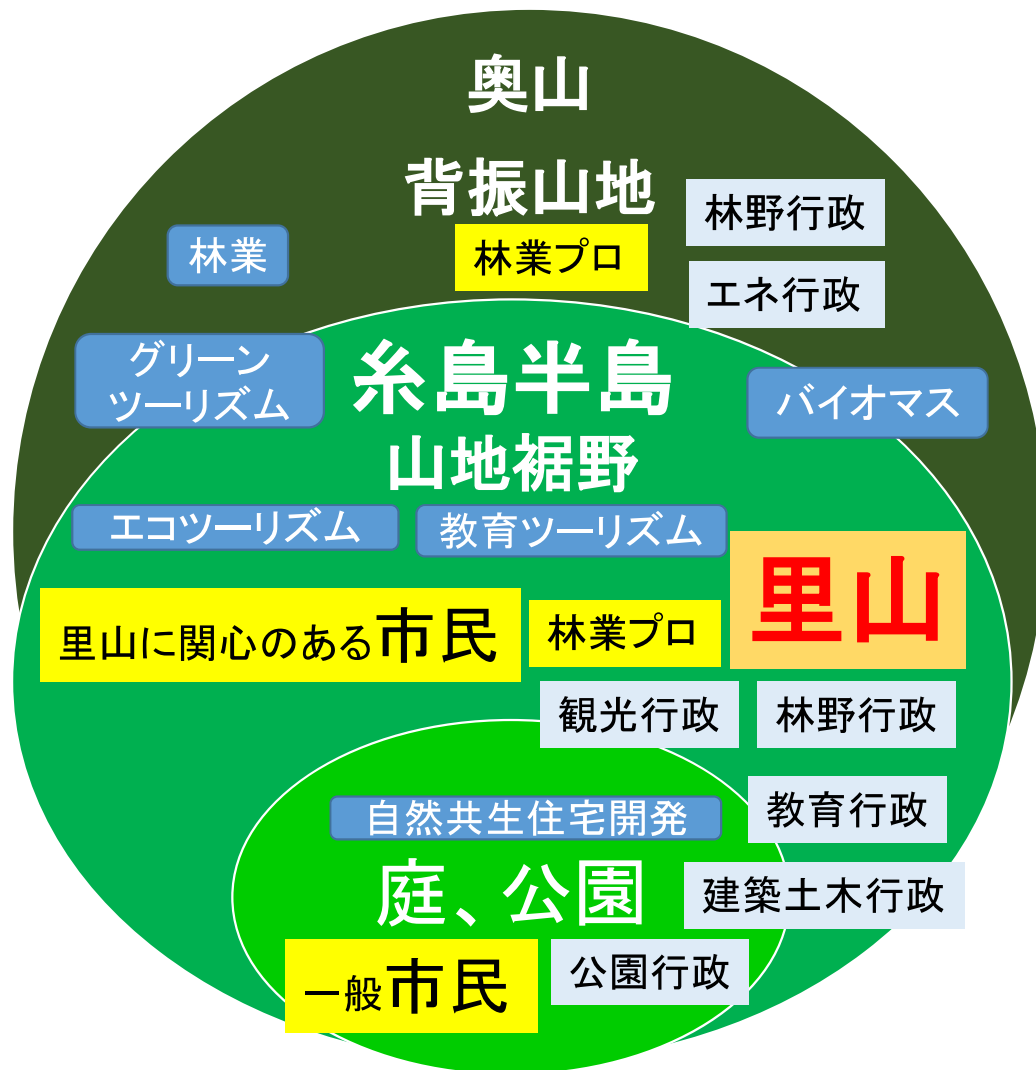 奥山
背振山地
林野行政
林業
林業プロ
エネ行政
グリーン
ツーリズム
糸島半島
バイオマス
山地裾野
エコツーリズム
教育ツーリズム
里山
里山に関心のある市民
林業プロ
観光行政
林野行政
自然共生住宅開発
教育行政
庭、公園
建築土木行政
一般市民
公園行政